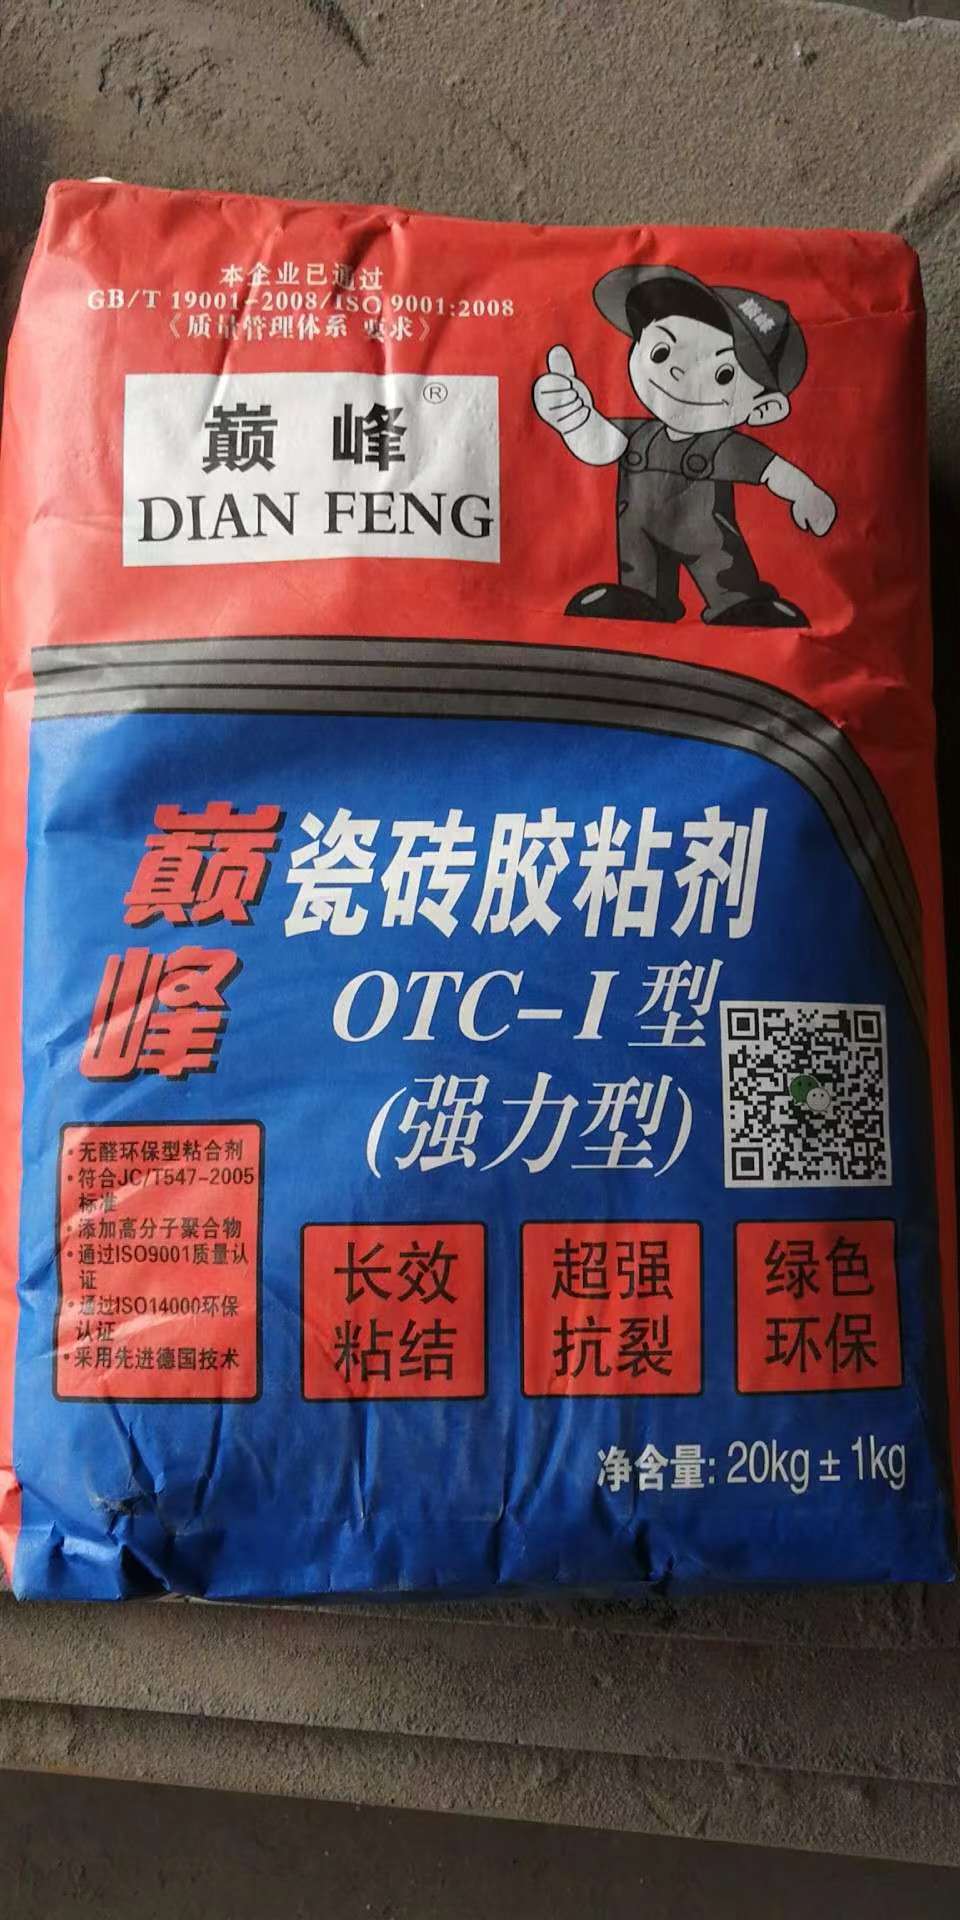 本企业已通过
GB/T 19001-2008/ISO 9001:2008
《质量管理体系 要求》
巅峰®
DIAN FENG
巅峰
巅峰
瓷砖胶粘剂
OTC-I型
(强力型)
·无醛环保型粘合剂
·符合JC/T547-2005
标准
·添加高分子聚合物
·通过ISO9001质量认
证
·通过ISO14000环保
认证
·采用先进德国技术
长效
粘结
超强
抗裂
绿色
环保
净含量:20kg±1kg